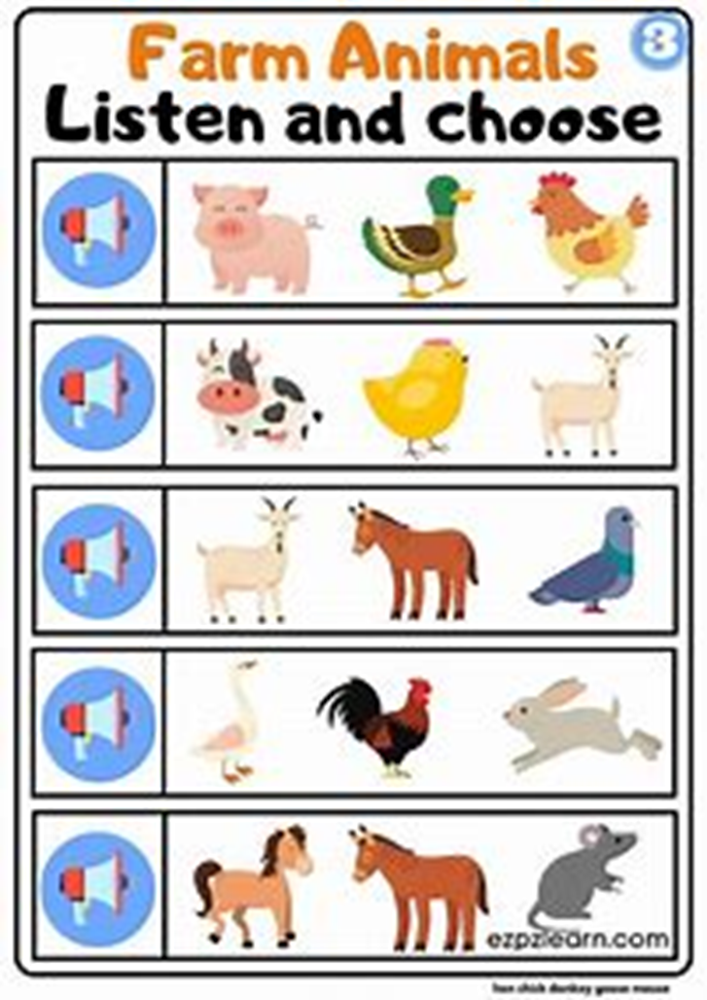 Farm Animals
3
Listen and choose
ezpzlearn.com
hen chick donkey goose mouse